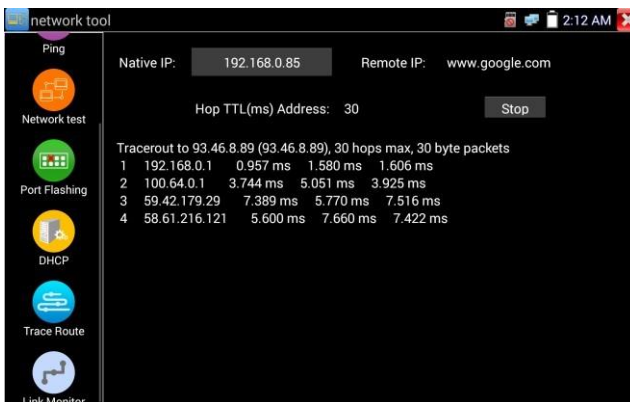 network tool
2:12 AM
Ping
Network test
Port Flashing
DHCP
Trace Route
Link Monitor
Native IP: 192.168.0.85 Remote IP: www.google.com
Hop TTL(ms) Address: 30 Stop
Tracerout to 93.46.8.89 (93.46.8.89), 30 hops max, 30 byte packets
1 192.168.0.1 0.957 ms 1.580 ms 1.606 ms
2 100.64.0.1 3.744 ms 5.051 ms 3.925 ms
3 59.42.179.29 7.389 ms 5.770 ms 7.516 ms
4 58.61.216.121 5.600 ms 7.660 ms 7.422 ms